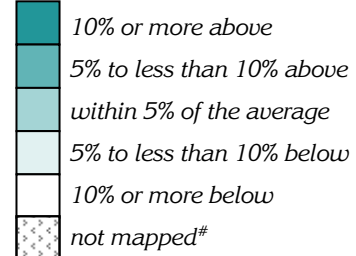 10% or more above
5% to less than 10% above
within 5% of the average
5% to less than 10% below
10% or more below
not mapped#